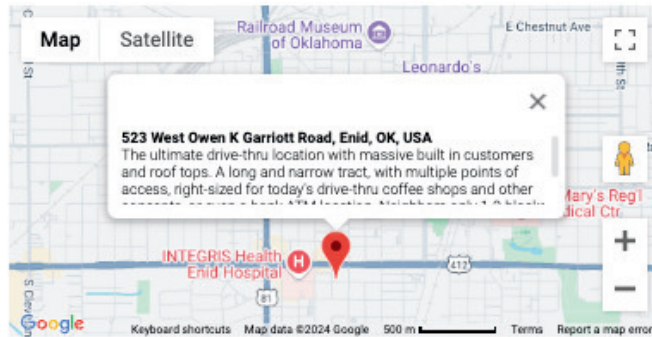 Map
Satellite
Railroad Museum
of Oklahoma
E Chestnut Ave
Leonardo's
523 West Owen K Garriott Road, Enid, OK, USA
The ultimate drive-thru location with massive built in customers
and roof tops. A long and narrow tract, with multiple points of
access, right-sized for today's drive-thru coffee shops and other
Mary's Reg'l
dical Ctr
INTEGRIS Health
Enid Hospital
H
412
81
Google
Keyboard shortcuts
Map data ©2024 Google
500 m
Terms
Report a map error